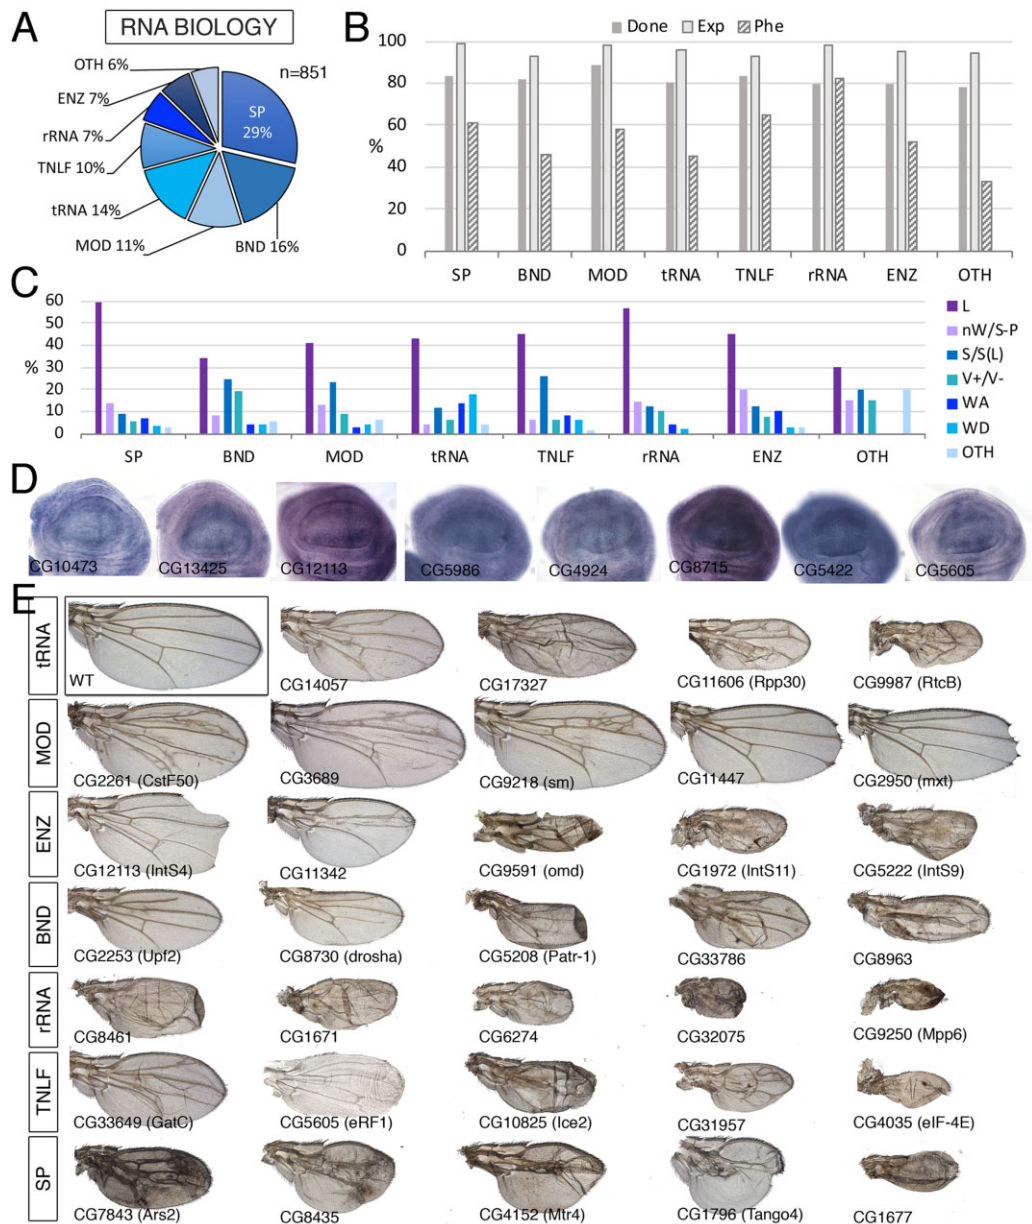 A
RNA BIOLOGY
n=851
OTH 6%
ENZ 7%
rRNA 7%
TNLF 10%
tRNA 14%
MOD 11%
BND 16%
SP
29%
B
Done Exp Phe
100
80
60
40
20
0
%
SP BND MOD tRNA TNLF rRNA ENZ OTH
C
60
50
40
30
20
10
0
%
SP BND MOD tRNA TNLF rRNA ENZ OTH
L
nW/S-P
S/S(L)
V+/V-
WA
WD
OTH
D
CG10473 CG13425 CG12113 CG5986 CG4924 CG8715 CG5422 CG5605
E
tRNA
WT CG14057 CG17327 CG11606 (Rpp30) CG9987 (RtcB)
MOD
CG2261 (CstF50) CG3689 CG9218 (sm) CG11447 CG2950 (mxt)
ENZ
CG12113 (IntS4) CG11342 CG9591 (omd) CG1972 (IntS11) CG5222 (IntS9)
BND
CG2253 (Upf2) CG8730 (drosha) CG5208 (Patr-1) CG33786 CG8963
rRNA
CG8461 CG1671 CG6274 CG32075 CG9250 (Mpp6)
TNLF
CG33649 (GatC) CG5605 (eRF1) CG10825 (Ice2) CG31957 CG4035 (eIF-4E)
SP
CG7843 (Ars2) CG8435 CG4152 (Mtr4) CG1796 (Tango4) CG1677